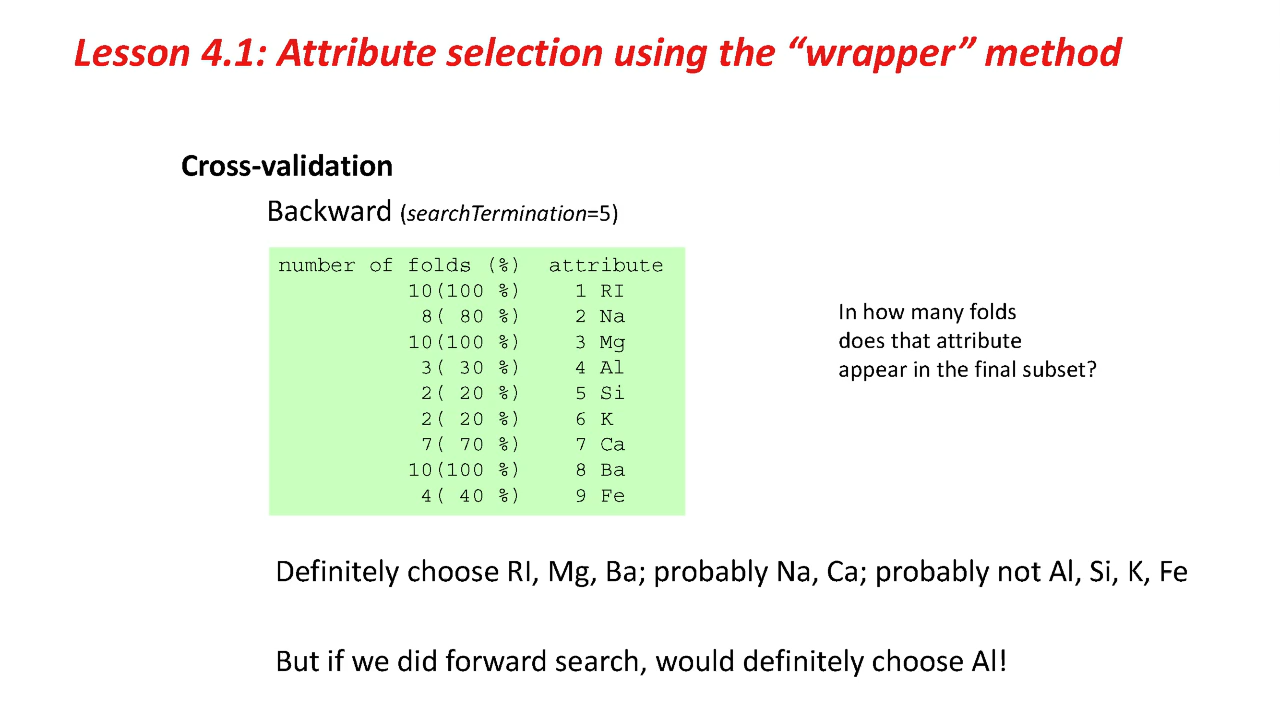 Lesson 4.1: Attribute selection using the “wrapper” method
Cross-validation
Backward (searchTermination=5)
number of folds (%)  attribute
10(100 %)    1 RI
8( 80 %)    2 Na
10(100 %)    3 Mg
3( 30 %)    4 Al
2( 20 %)    5 Si
2( 20 %)    6 K
7( 70 %)    7 Ca
10(100 %)    8 Ba
4( 40 %)    9 Fe
In how many folds
does that attribute
appear in the final subset?
Definitely choose RI, Mg, Ba; probably Na, Ca; probably not Al, Si, K, Fe
But if we did forward search, would definitely choose Al!